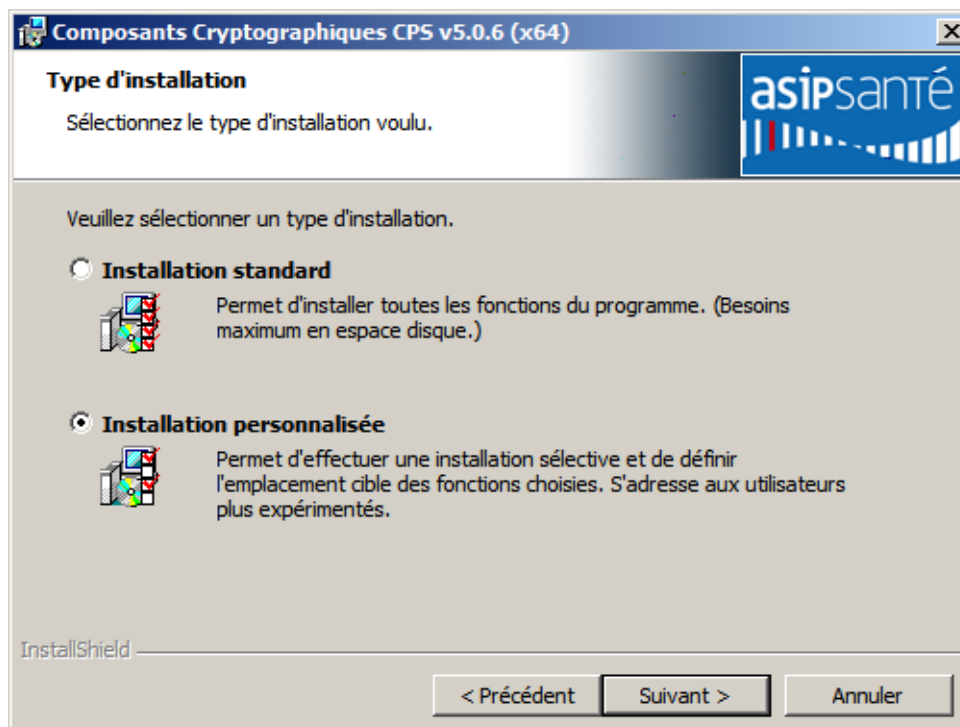 Composants Cryptographiques CPS v5.0.6 (x64)
Type d'installation
Sélectionnez le type d'installation voulu.
asipsanté
Veuillez sélectionner un type d'installation.
Installation standard
Permet d'installer toutes les fonctions du programme. (Besoins
maximum en espace disque.)
Installation personnalisée
Permet d'effectuer une installation sélective et de définir
l'emplacement cible des fonctions choisies. S'adresse aux utilisateurs
plus expérimentés.
InstallShield
< Précédent Suivant > Annuler